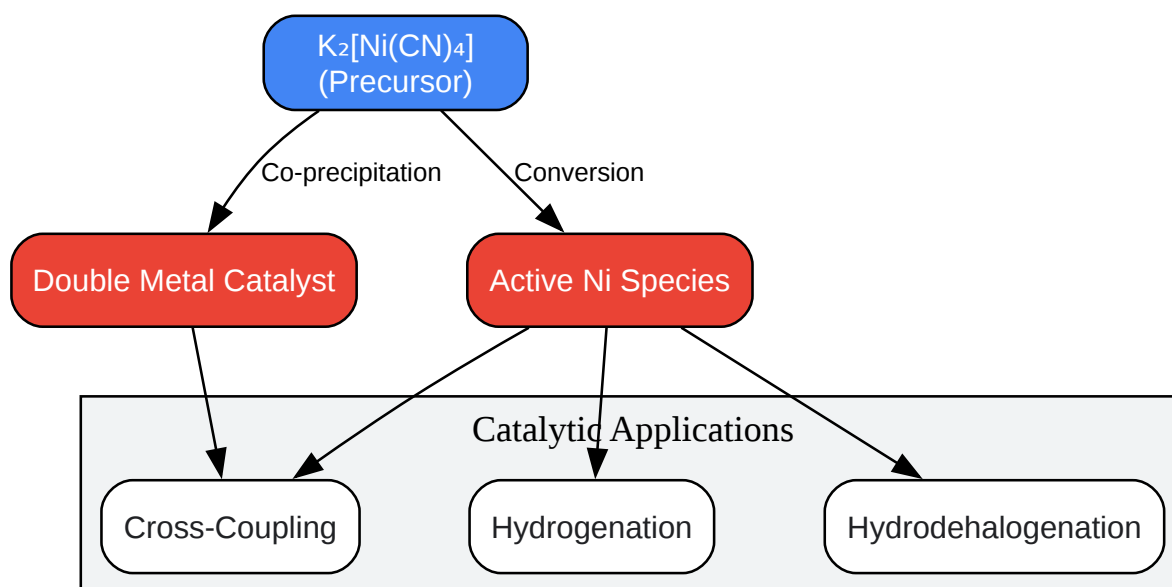 K₂[Ni(CN)₄]
(Precursor)
Co-precipitation
Conversion
Double Metal Catalyst
Active Ni Species
Catalytic Applications
Cross-Coupling
Hydrogenation
Hydrodehalogenation